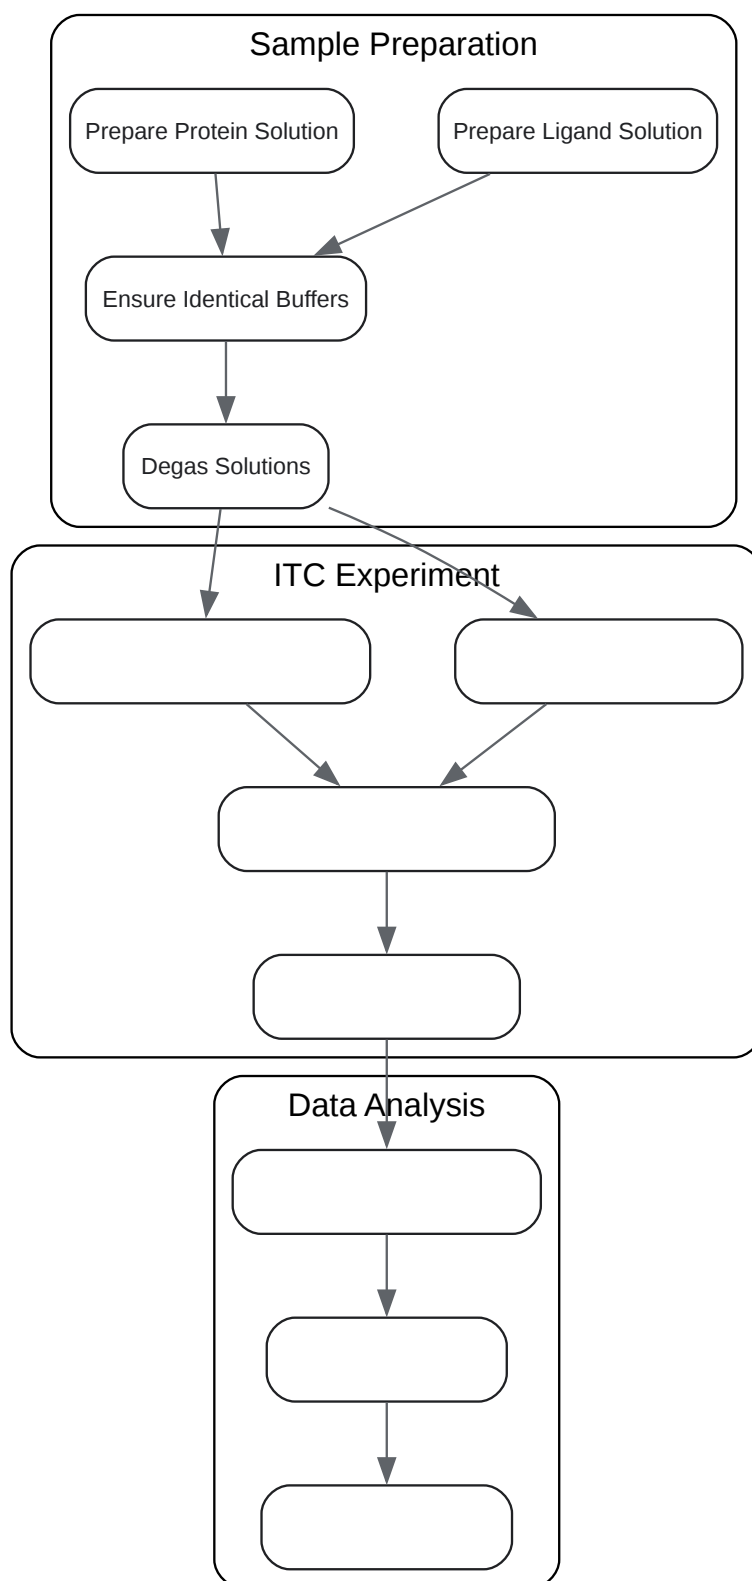 Sample Preparation
Prepare Protein Solution
Prepare Ligand Solution
Ensure Identical Buffers
Degas Solutions
ITC Experiment
Data Analysis